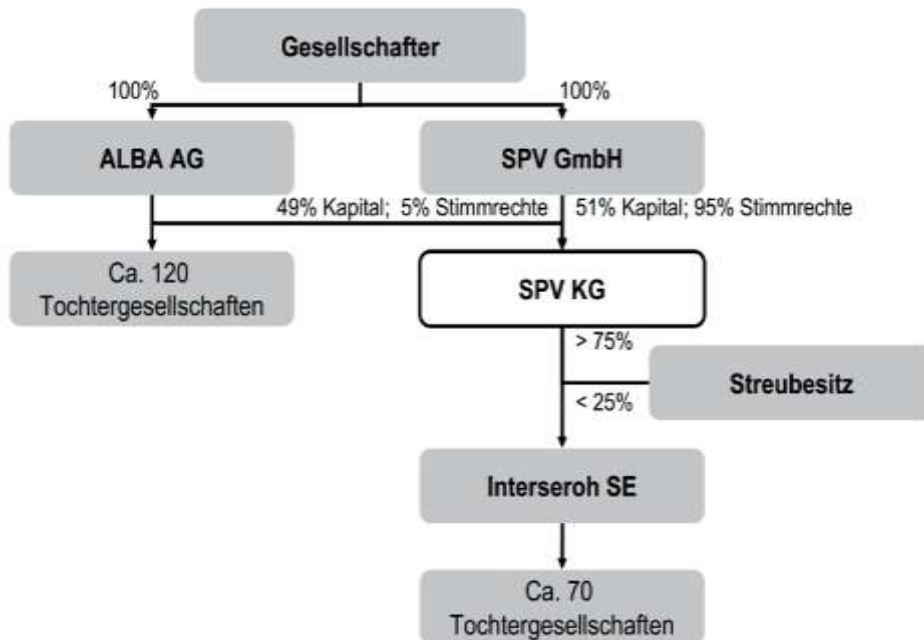 Gesellschafter
100%
100%
ALBA AG
SPV GmbH
49% Kapital; 5% Stimmrechte
51% Kapital; 95% Stimmrechte
Ca. 120
Tochtergesellschaften
SPV KG
> 75%
Streubesitz
< 25%
Interseroh SE
Ca. 70
Tochtergesellschaften